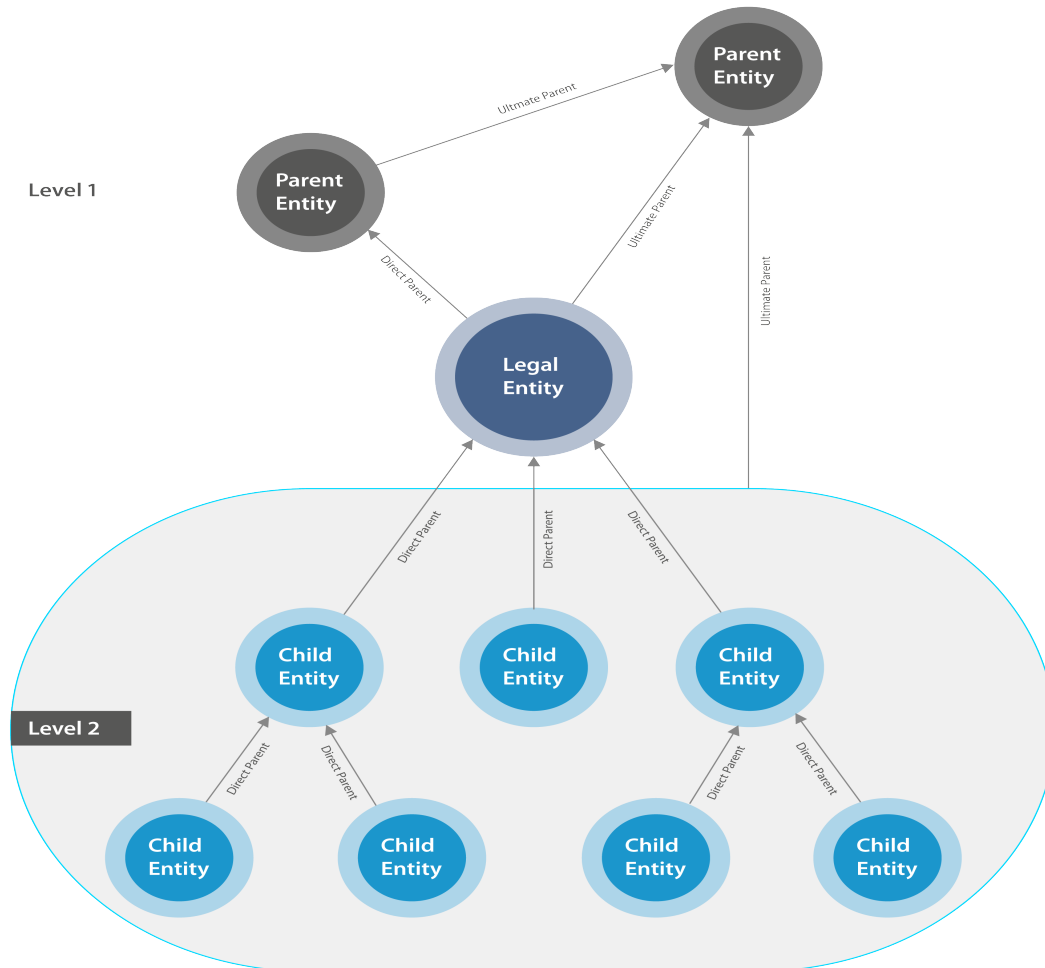 Parent
Entity
Ultmate Parent
Parent
Entity
Level 1
Ultimate Parent
Direct Parent
Ultimate Parent
Legal
Entity
Direct Parent
Direct Parent
Direct Parent
Child
Entity
Child
Entity
Child
Entity
Level 2
Direct Parent
Direct Parent
Direct Parent
Direct Parent
Child
Entity
Child
Entity
Child
Entity
Child
Entity